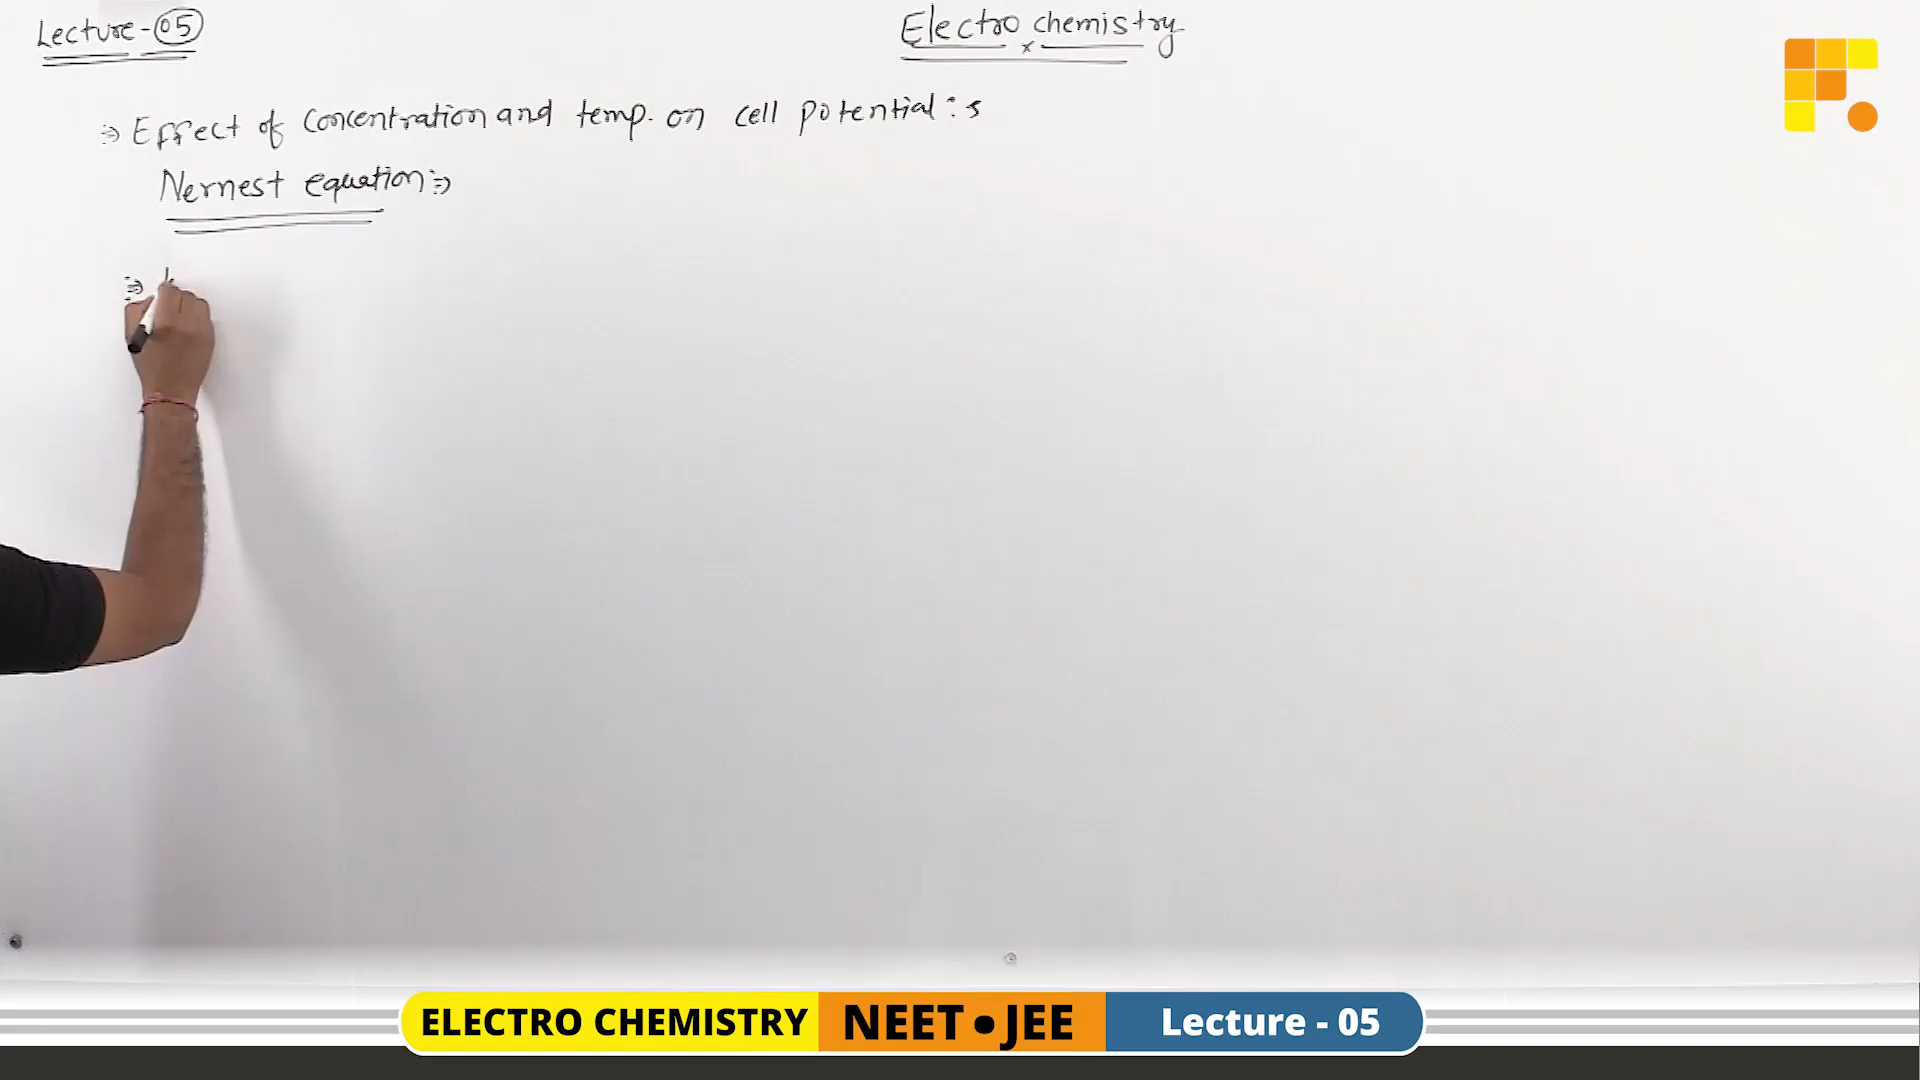 Lecture-05
Electro chemistry
⇒ Effect of Concentration and temp. on cell potential:⇒
Nernest equation⇒
⇒
ELECTRO CHEMISTRY NEET • JEE Lecture - 05